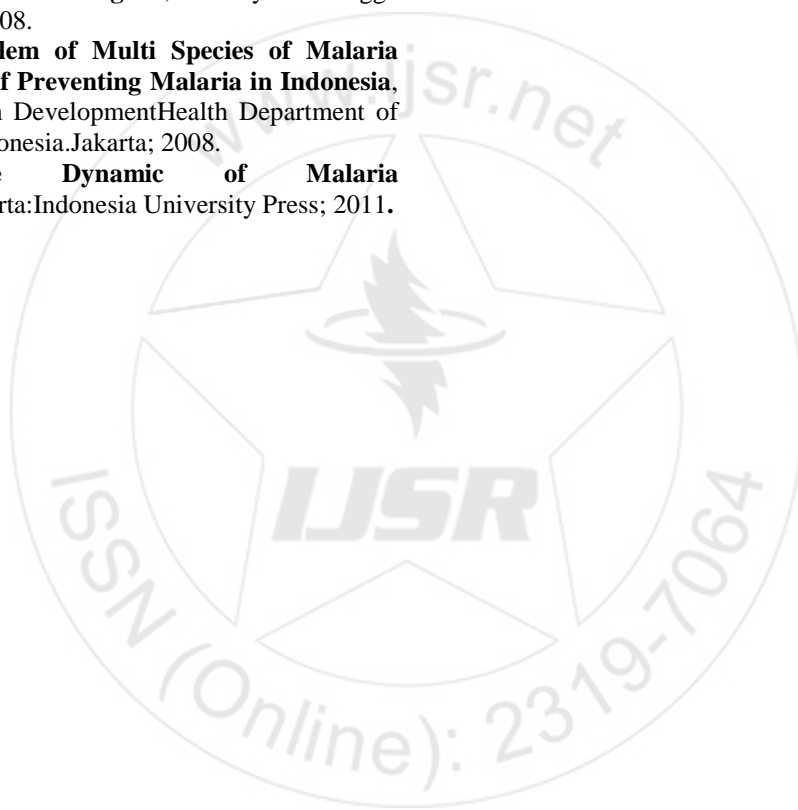 08.
lem of Multi Species of Malaria
f Preventing Malaria in Indonesia,
DevelopmentHealth Department of
onesia.Jakarta; 2008.
Dynamic of Malaria
rta:Indonesia University Press; 2011.
www.ijsr.net
IJSR
ISSN (Online): 2319-7064